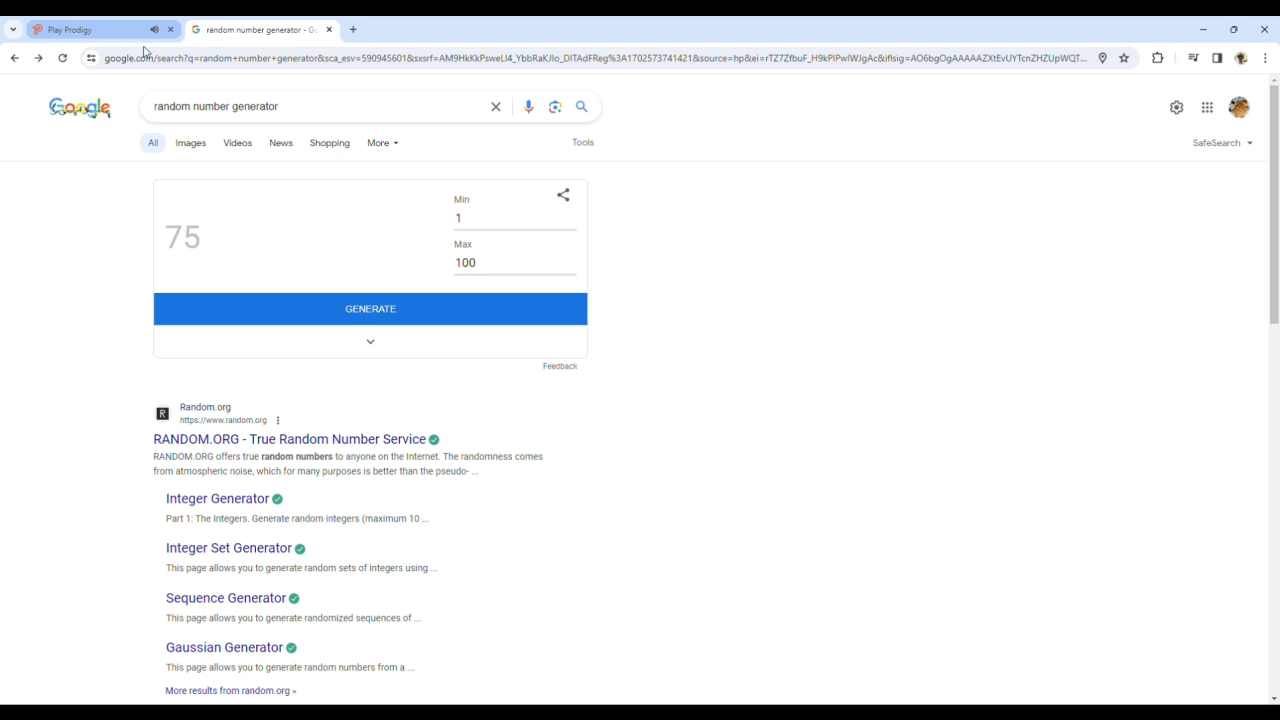 Play Prodigy
random number generator - Go
google.com/search?q=random+number+generator&sca_esv=590945601&sxsrf=AM9HkKkPsweLl4_YbbRaKJlo_DITAdFReg%3A1702573741421&source=hp&ei=rTZ7ZfbuF_H9kPIPwIWJgAc&iflsig=AO6bgOgAAAAAZXtEvUYTcnZHZUpWQT...
Google
random number generator
All
Images
Videos
News
Shopping
More
Tools
SafeSearch
75
Min
1
Max
100
GENERATE
Feedback
R
Random.org
https://www.random.org
RANDOM.ORG - True Random Number Service
RANDOM.ORG offers true random numbers to anyone on the Internet. The randomness comes
from atmospheric noise, which for many purposes is better than the pseudo- ...
Integer Generator
Part 1: The Integers. Generate random integers (maximum 10 ...
Integer Set Generator
This page allows you to generate random sets of integers using ...
Sequence Generator
This page allows you to generate randomized sequences of ...
Gaussian Generator
This page allows you to generate random numbers from a ...
More results from random.org »